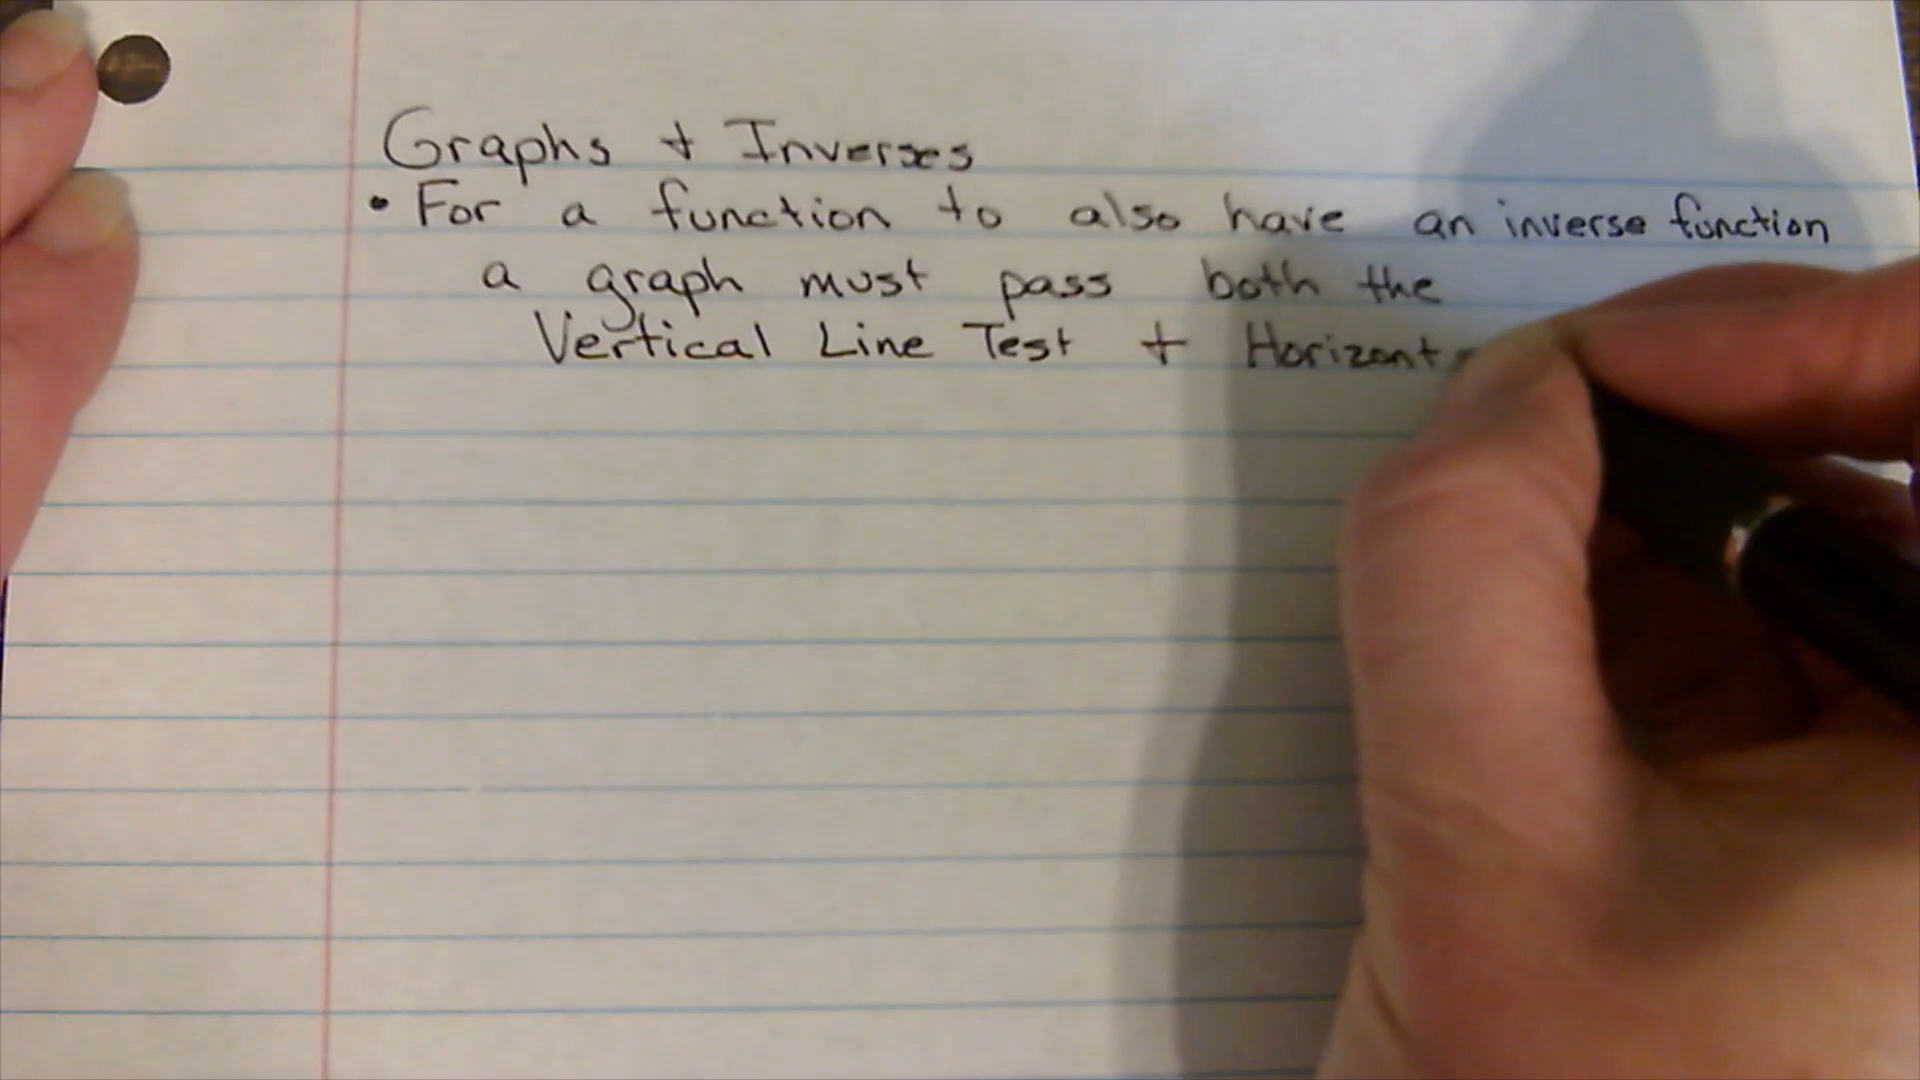 Graphs + Inverses
• For a function to also have an inverse function
a graph must pass both the
Vertical Line Test + Horizont